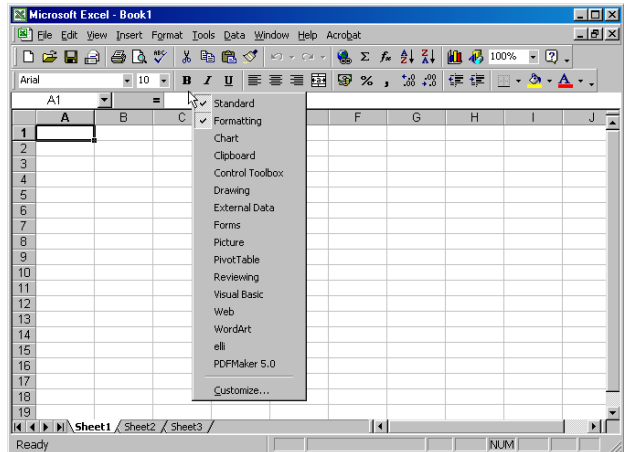 Microsoft Excel - Book1
File Edit View Insert Format Tools Data Window Help Acrobat
100%
Arial 10 B I U % ,
A1 =
A B C F G H I J
Standard
Formatting
Chart
Clipboard
Control Toolbox
Drawing
External Data
Forms
Picture
PivotTable
Reviewing
Visual Basic
Web
WordArt
elli
PDFMaker 5.0
Customize...
1
2
3
4
5
6
7
8
9
10
11
12
13
14
15
16
17
18
19
Sheet1 Sheet2 Sheet3
Ready NUM